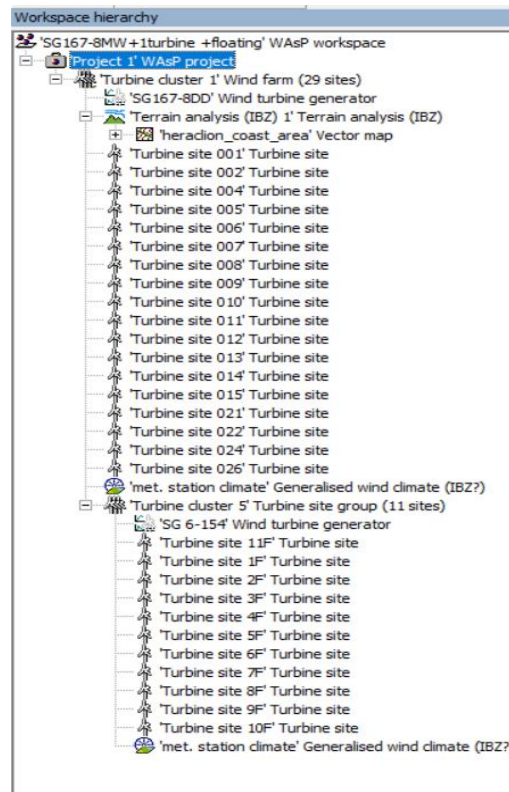 Workspace hierarchy
'SG167-8MW+1turbine +floating' WAsP workspace
'Project 1' WAsP project
'Turbine cluster 1' Wind farm (29 sites)
'SG167-8DD' Wind turbine generator
'Terrain analysis (IBZ) 1' Terrain analysis (IBZ)
'heraclion_coast_area' Vector map
'Turbine site 001' Turbine site
'Turbine site 002' Turbine site
'Turbine site 004' Turbine site
'Turbine site 005' Turbine site
'Turbine site 006' Turbine site
'Turbine site 007' Turbine site
'Turbine site 008' Turbine site
'Turbine site 009' Turbine site
'Turbine site 010' Turbine site
'Turbine site 011' Turbine site
'Turbine site 012' Turbine site
'Turbine site 013' Turbine site
'Turbine site 014' Turbine site
'Turbine site 015' Turbine site
'Turbine site 021' Turbine site
'Turbine site 022' Turbine site
'Turbine site 024' Turbine site
'Turbine site 026' Turbine site
'met. station climate' Generalised wind climate (IBZ?)
'Turbine cluster 5' Turbine site group (11 sites)
'SG 6-154' Wind turbine generator
'Turbine site 11F' Turbine site
'Turbine site 1F' Turbine site
'Turbine site 2F' Turbine site
'Turbine site 3F' Turbine site
'Turbine site 4F' Turbine site
'Turbine site 5F' Turbine site
'Turbine site 6F' Turbine site
'Turbine site 7F' Turbine site
'Turbine site 8F' Turbine site
'Turbine site 9F' Turbine site
'Turbine site 10F' Turbine site
'met. station climate' Generalised wind climate (IBZ?